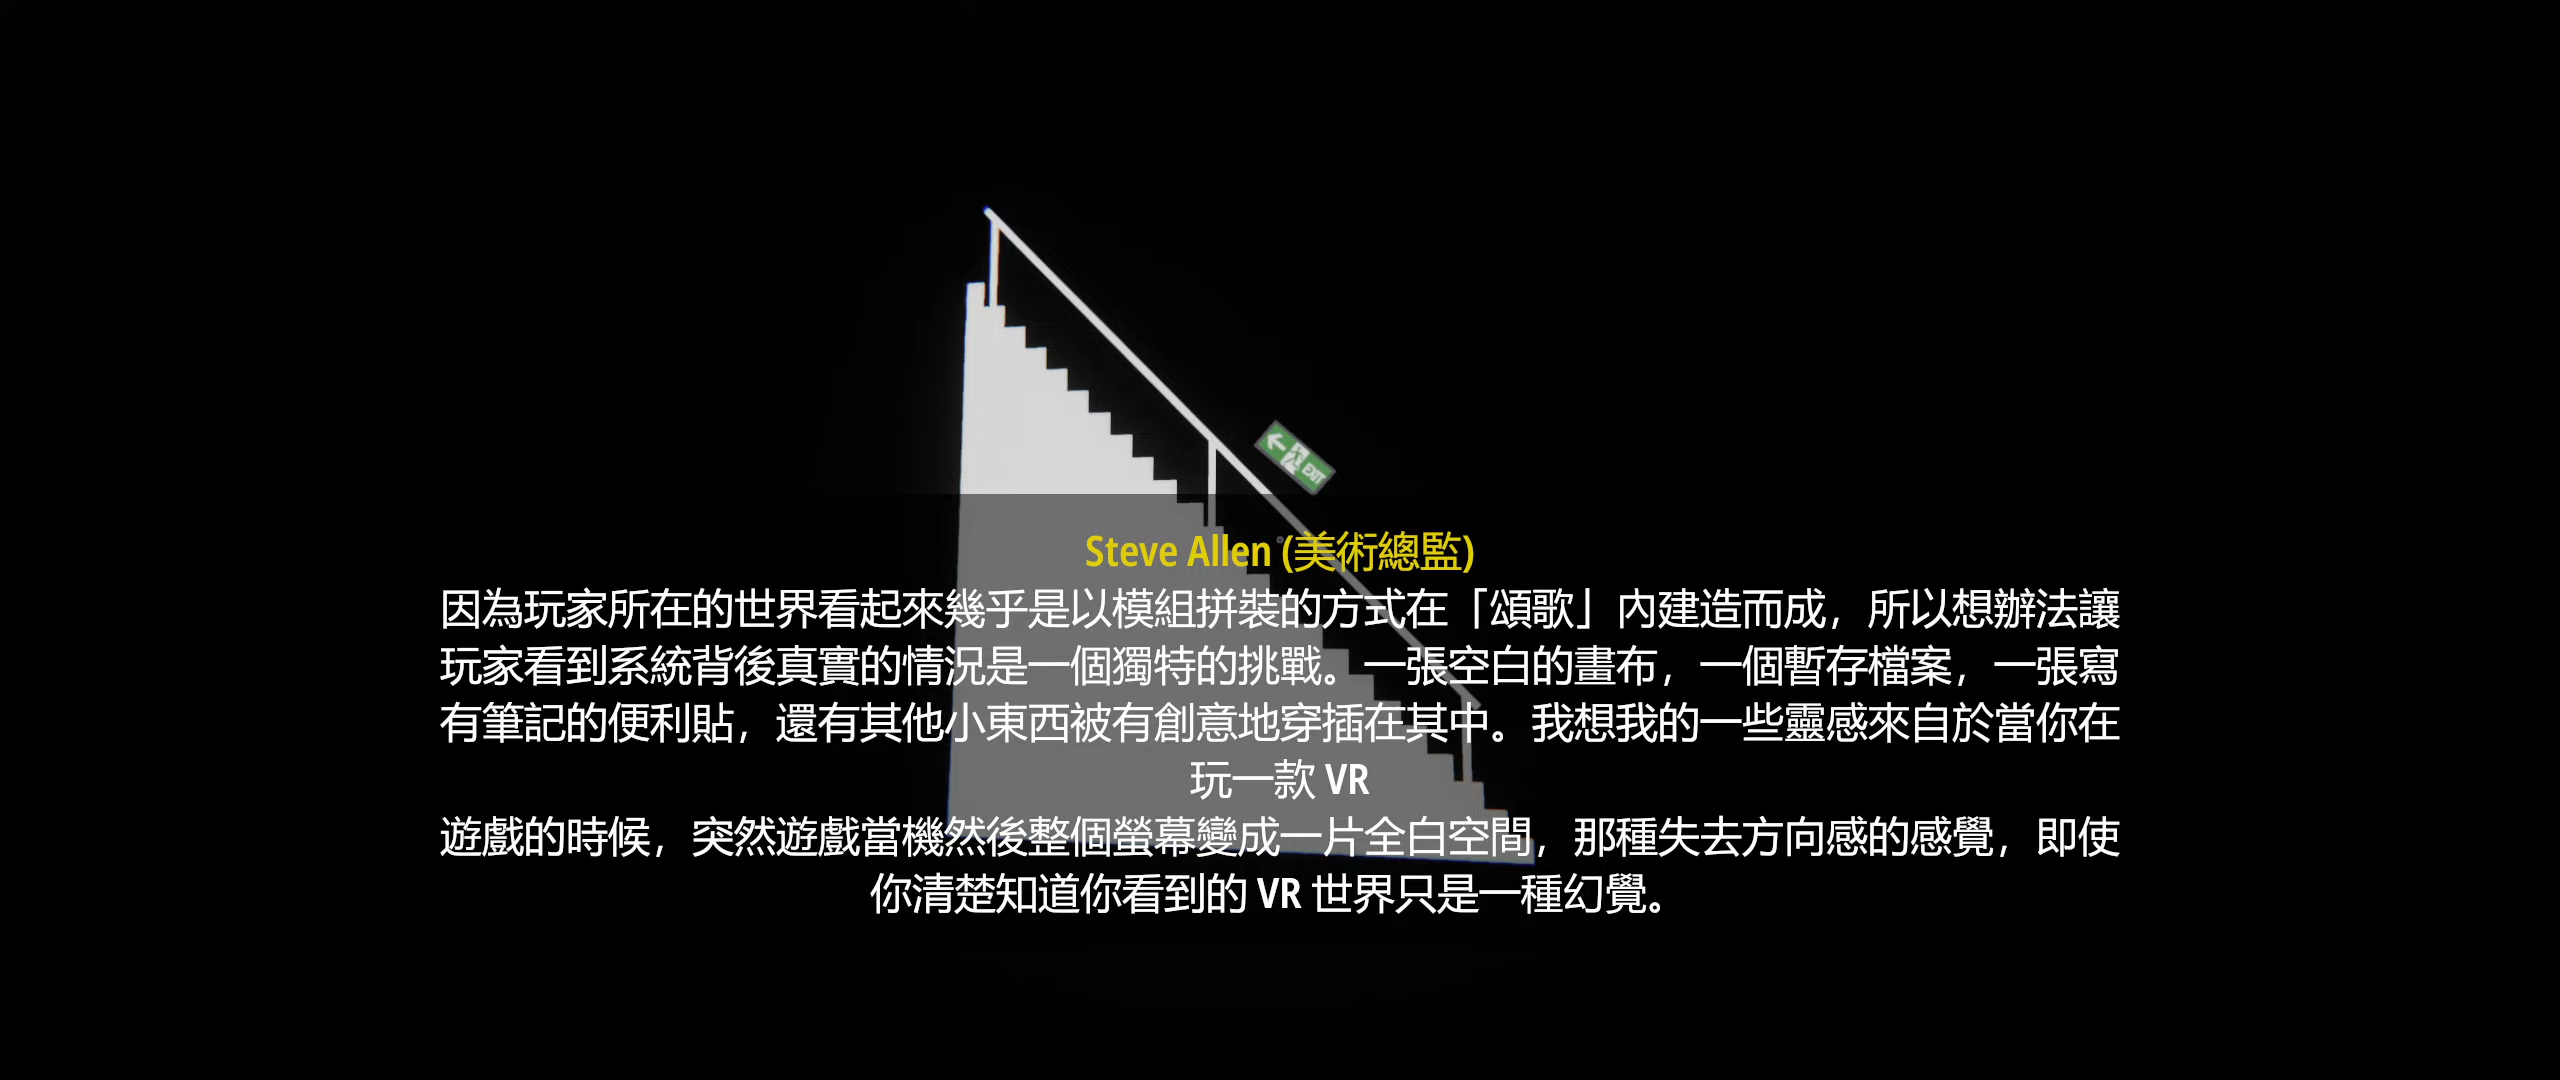 EXIT
Steve Allen (美術總監)
因為玩家所在的世界看起來幾乎是以模組拼裝的方式在「頌歌」內建造而成，所以想辦法讓
玩家看到系統背後真實的情況是一個獨特的挑戰。一張空白的畫布，一個暫存檔案，一張寫
有筆記的便利貼，還有其他小東西被有創意地穿插在其中。我想我的一些靈感來自於當你在
玩一款 VR
遊戲的時候，突然遊戲當機然後整個螢幕變成一片全白空間，那種失去方向感的感覺，即使
你清楚知道你看到的 VR 世界只是一種幻覺。